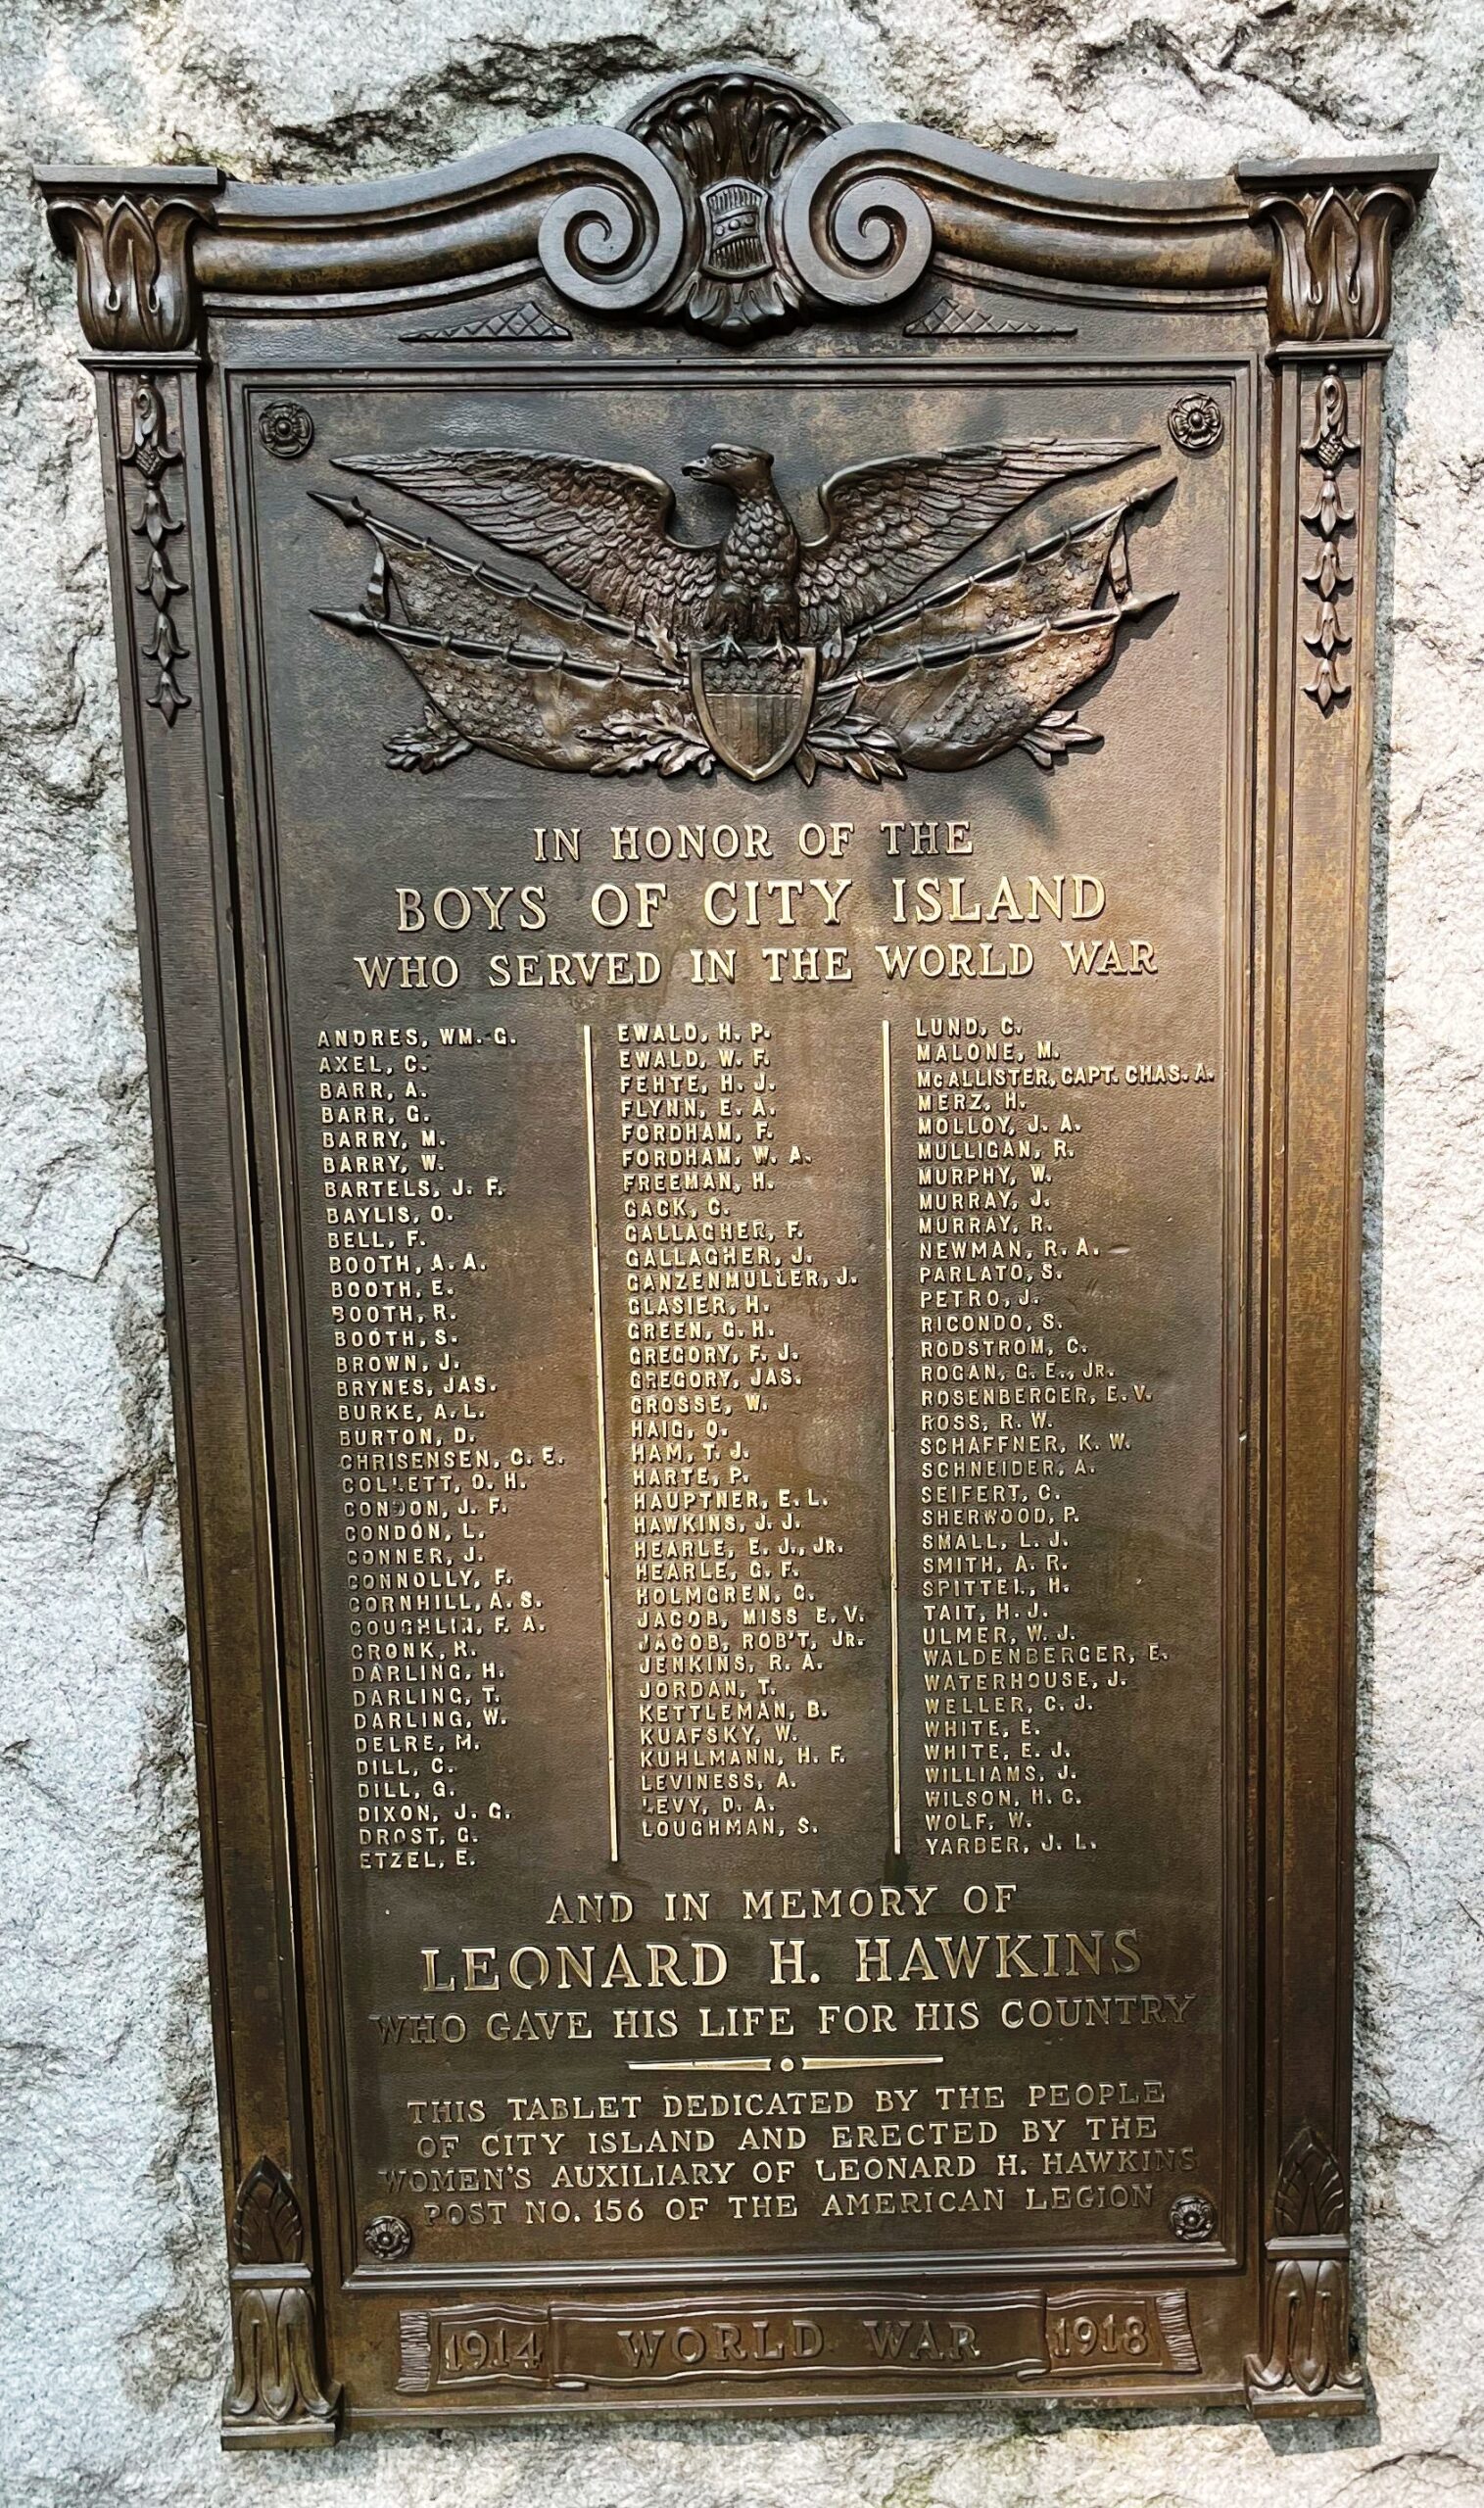 IN HONOR OF THE
BOYS OF CITY ISLAND
WHO SERVED IN THE WORLD WAR
ANDRES, WM. G.
AXEL, C.
BARR, A.
BARR, G.
BARRY, M.
BARRY, W.
BARTELS, J. F.
BAYLIS, O.
BELL, F.
BOOTH, A. A.
BOOTH, E.
BOOTH, R.
BOOTH, S.
BROWN, J.
BRYNES, JAS.
BURKE, A. L.
BURTON, D.
CHRISENSEN, C. E.
COLLETT, O. H.
CONDON, J. F.
CONDON, L.
CONNER, J.
CONNOLLY, F.
CORNHILL, A. S.
COUGHLIN, F. A.
CRONK, R.
DARLING, H.
DARLING, T.
DARLING, W.
DELRE, M.
DILL, C.
DILL, G.
DIXON, J. G.
DROST, G.
ETZEL, E.
EWALD, H. P.
EWALD, W. F.
FEHTE, H. J.
FLYNN, E. A.
FORDHAM, F.
FORDHAM, W. A.
FREEMAN, H.
GACK, C.
GALLAGHER, F.
GALLAGHER, J.
GANZENMULLER, J.
GLASIER, H.
GREEN, G. H.
GREGORY, F. J.
GREGORY, JAS.
GROSSE, W.
HAIG, O.
HAM, T. J.
HARTE, P.
HAUPTNER, E. L.
HAWKINS, J. J.
HEARLE, E. J., JR.
HEARLE, G. F.
HOLMGREN, G.
JACOB, MISS E. V.
JACOB, ROB'T, JR.
JENKINS, R. A.
JORDAN, T.
KETTLEMAN, B.
KUAFSKY, W.
KUHLMANN, H. F.
LEVINESS, A.
LEVY, D. A.
LOUGHMAN, S.
LUND, C.
MALONE, M.
McALLISTER, CAPT. CHAS. A.
MERZ, H.
MOLLOY, J. A.
MULLIGAN, R.
MURPHY, W.
MURRAY, J.
MURRAY, R.
NEWMAN, R. A.
PARLATO, S.
PETRO, J.
RICONDO, S.
RODSTROM, C.
ROGAN, G. E., JR.
ROSENBERGER, E. V.
ROSS, R. W.
SCHAFFNER, K. W.
SCHNEIDER, A.
SEIFERT, C.
SHERWOOD, P.
SMALL, L. J.
SMITH, A. R.
SPITTEL, H.
TAIT, H. J.
ULMER, W. J.
WALDENBERGER, E.
WATERHOUSE, J.
WELLER, C. J.
WHITE, E.
WHITE, E. J.
WILLIAMS, J.
WILSON, H. C.
WOLF, W.
YARBER, J. L.
AND IN MEMORY OF
LEONARD H. HAWKINS
WHO GAVE HIS LIFE FOR HIS COUNTRY
THIS TABLET DEDICATED BY THE PEOPLE
OF CITY ISLAND AND ERECTED BY THE
WOMEN'S AUXILIARY OF LEONARD H. HAWKINS
POST NO. 156 OF THE AMERICAN LEGION
1914 WORLD WAR 1918